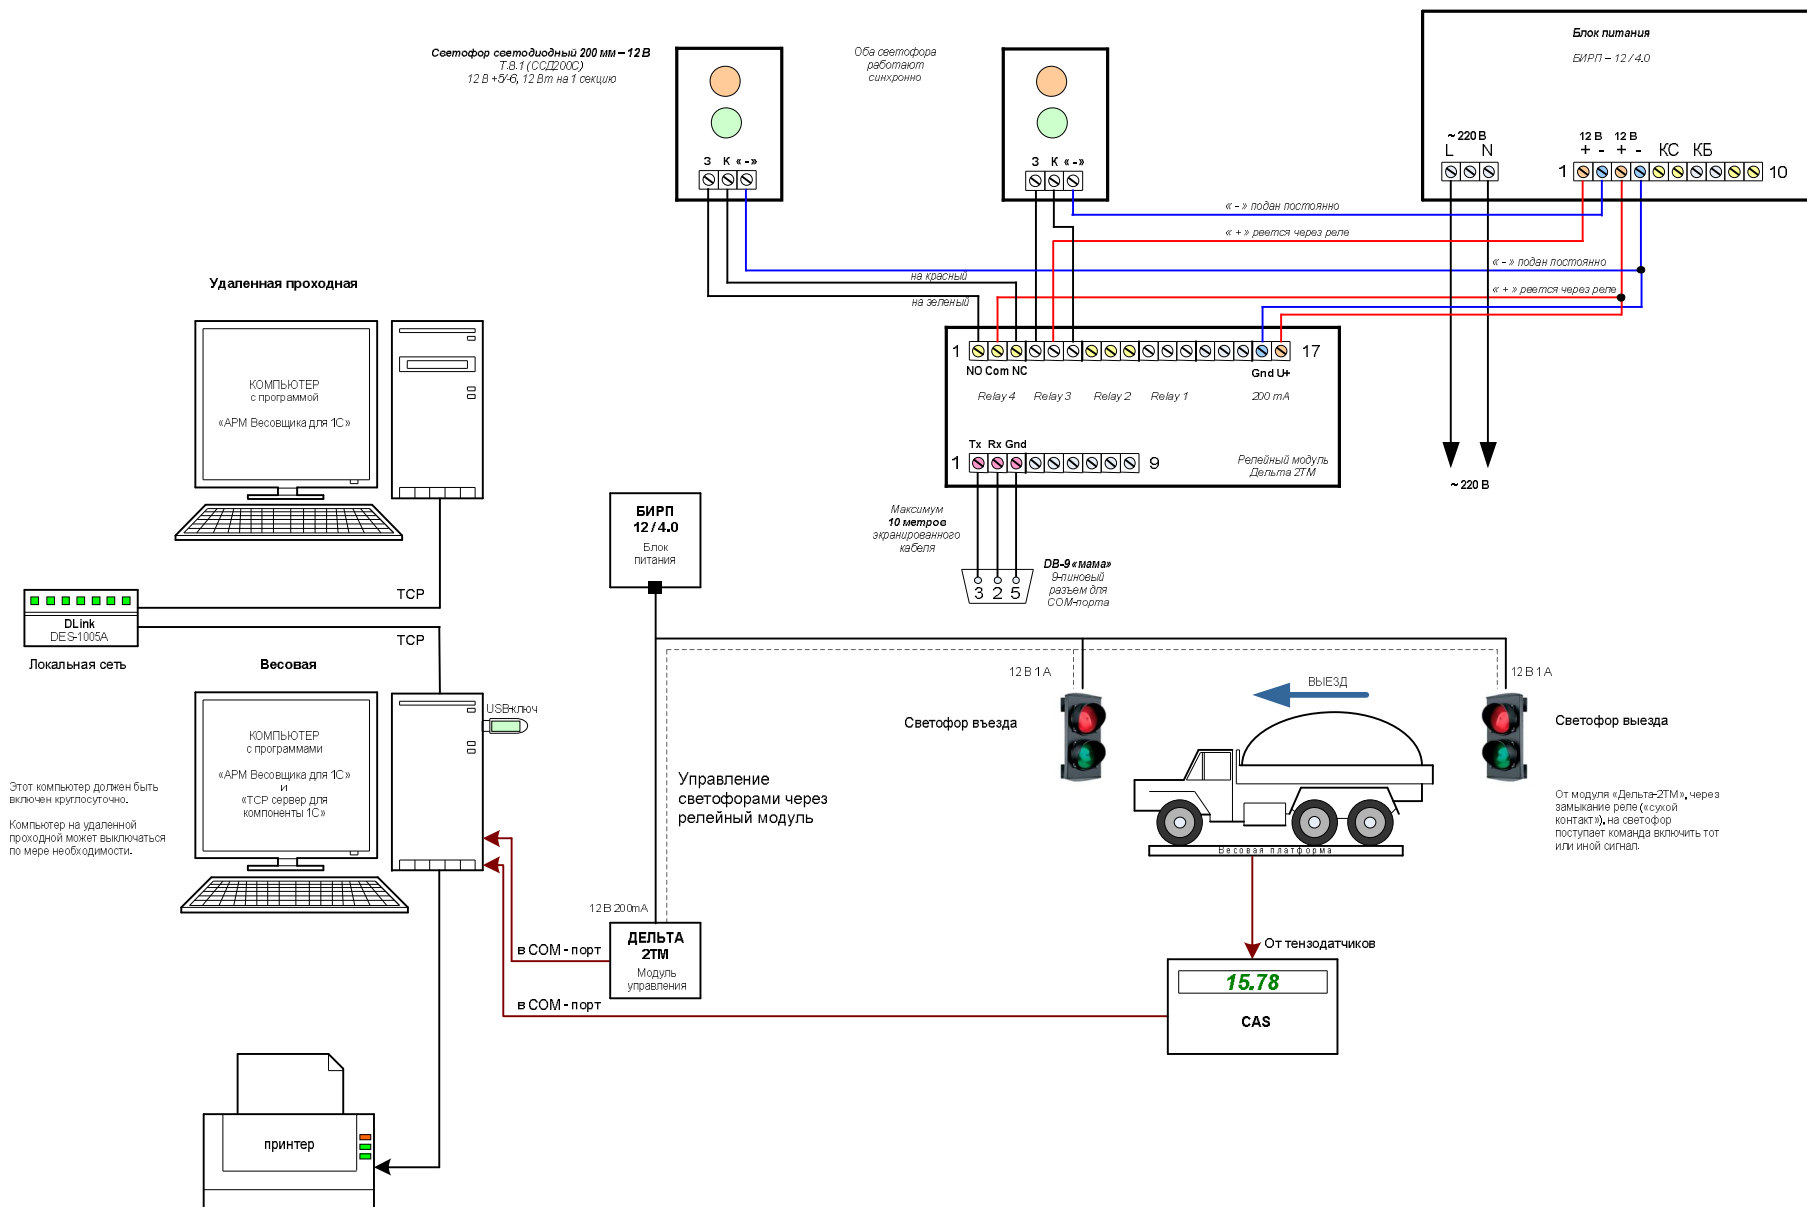 Светофор светодиодный 200 мм – 12 В
Т.8.1 (ССД200С)
12 В +5/-6, 12 Вт на 1 секцию
Оба светофора
работают
синхронно
З К « - »
З К « - »
Блок питания
БИРП – 12 / 4.0
~ 220 В
L N
12 В 12 В
+ - + - КС КБ
1 10
« - » подан постоянно
« + » рвется через реле
« - » подан постоянно
« + » рвется через реле
на красный
на зеленый
1 17
NO Com NC
Gnd U+
Relay 4 Relay 3 Relay 2 Relay 1 200 mA
Tx Rx Gnd
1 9
Релейный модуль
Дельта 2ТМ
~ 220 В
Максимум
10 метров
экранированного
кабеля
3 2 5
DB-9 «мама»
9-пиновый
разъем для
COM-порта
Удаленная проходная
КОМПЬЮТЕР
с программой
«АРМ Весовщика для 1С»
TCP
DLink
DES-1005A
Локальная сеть
TCP
Весовая
КОМПЬЮТЕР
с программами
«АРМ Весовщика для 1С»
и
«TCP сервер для
компоненты 1С»
USB-ключ
Этот компьютер должен быть
включен круглосуточно.
Компьютер на удаленной
проходной может выключаться
по мере необходимости.
принтер
БИРП
12 / 4.0
Блок
питания
Управление
светофорами через
релейный модуль
12 В 200mA
ДЕЛЬТА
2ТМ
Модуль
управления
в COM - порт
в COM - порт
12 В 1 А
Светофор въезда
ВЫЕЗД
12 В 1 А
Светофор выезда
Весовая платформа
От модуля «Дельта-2ТМ», через
замыкание реле («сухой
контакт»), на светофор
поступает команда включить тот
или иной сигнал.
От тензодатчиков
15.78
CAS